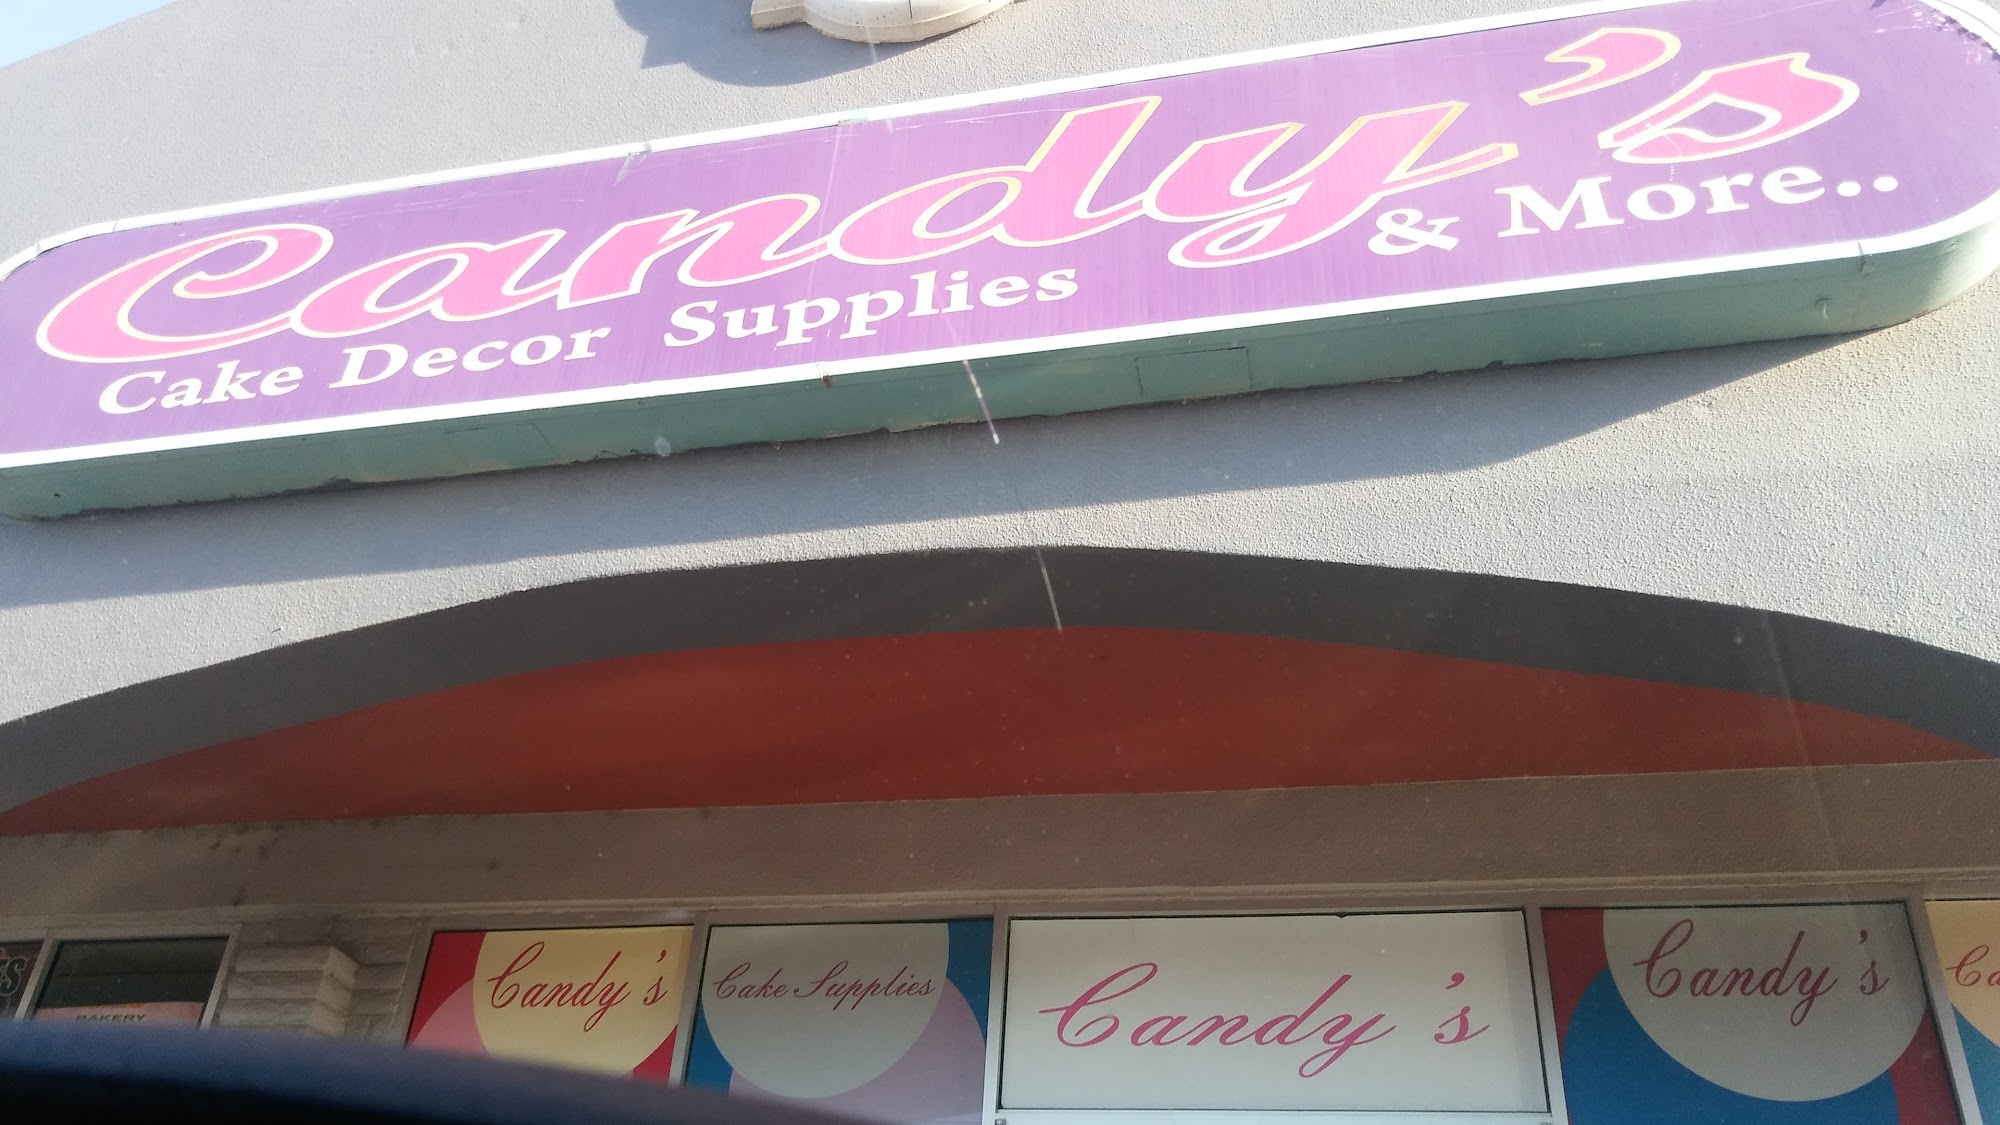 Candy's
Cake Decor Supplies & More..
BAKERY
Candy's
Cake Supplies
Candy's
Candy's